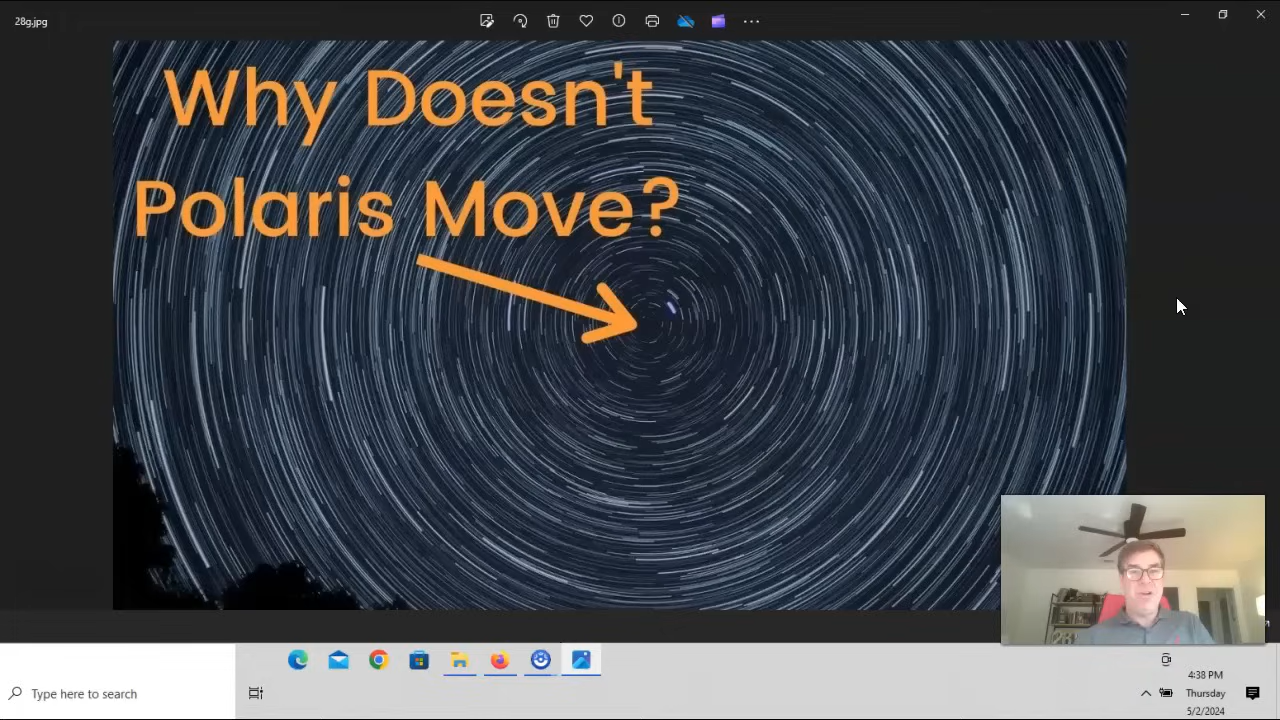 28g.jpg
Why Doesn't
Polaris Move?
Type here to search
4:38 PM
Thursday
5/2/2024